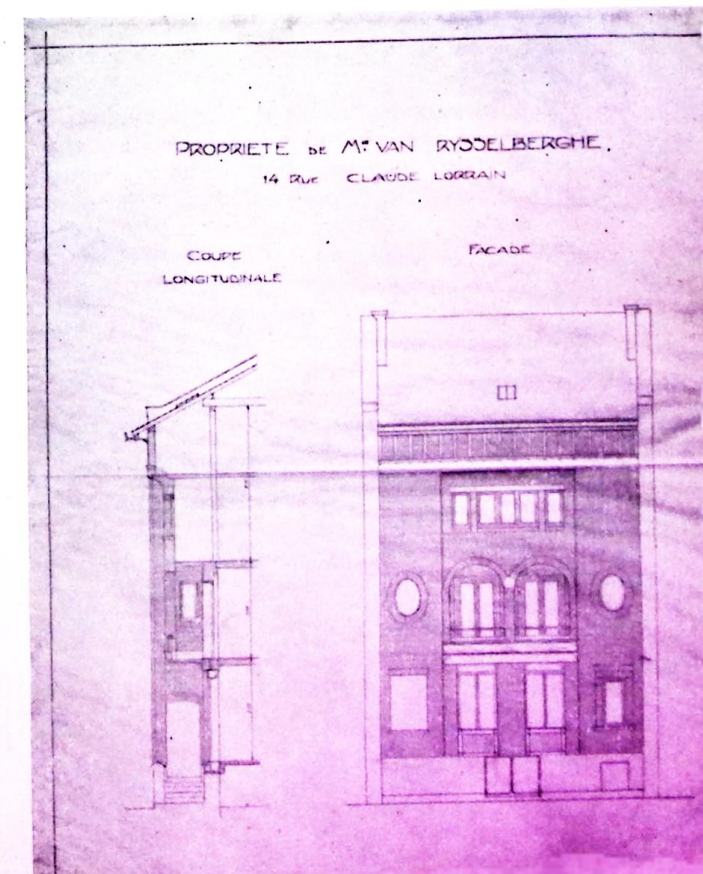 PROPRIETE DE Mr VAN RYSSELBERGHE.
14 RUE CLAUDE LORRAIN
COUPE
LONGITUDINALE
FACADE